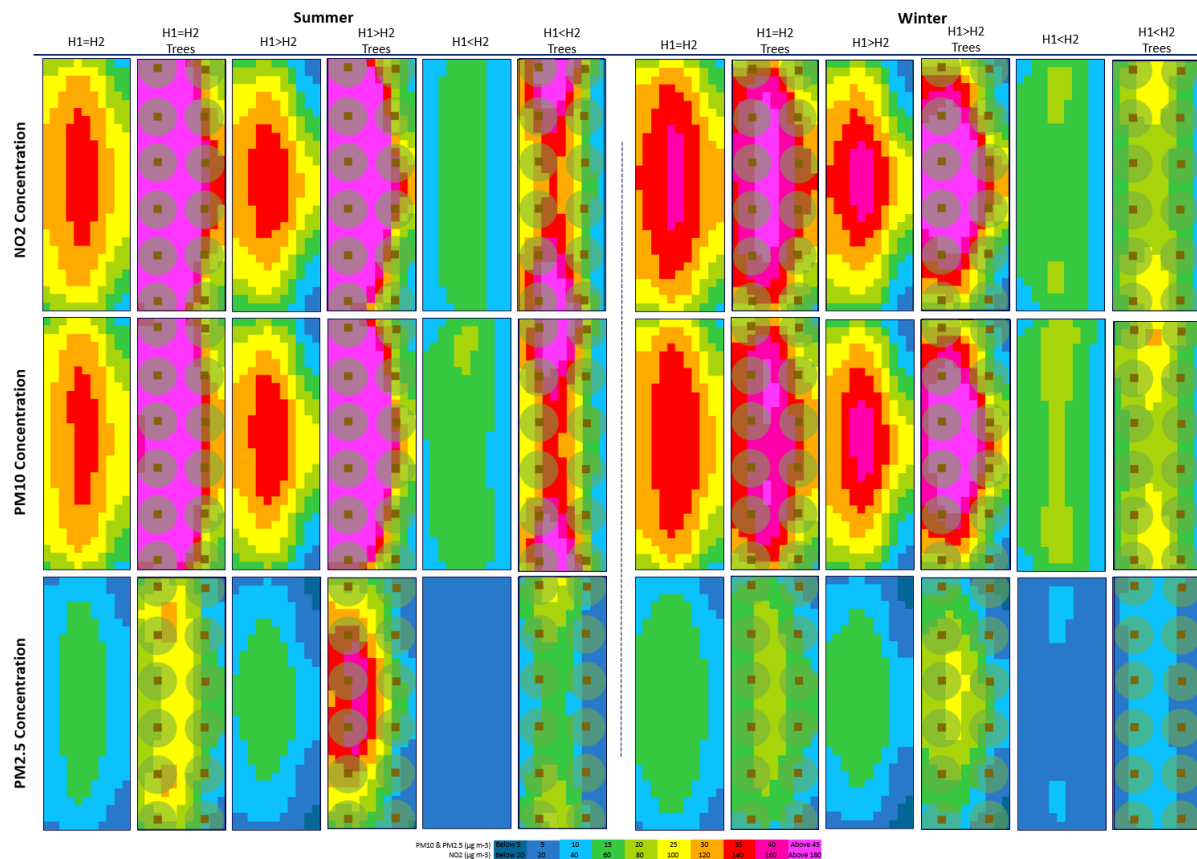 Summer
Winter
H1=H2
H1=H2 Trees
H1>H2
H1>H2 Trees
H1<H2
H1<H2 Trees
H1=H2
H1=H2 Trees
H1>H2
H1>H2 Trees
H1<H2
H1<H2 Trees
NO2 Concentration
PM10 Concentration
PM2.5 Concentration
PM10 & PM2.5 (µg m-3) Below 5 5 10 15 20 25 30 35 40 Above 45
NO2 (µg m-3) Below 20 20 40 60 80 100 120 140 160 Above 180